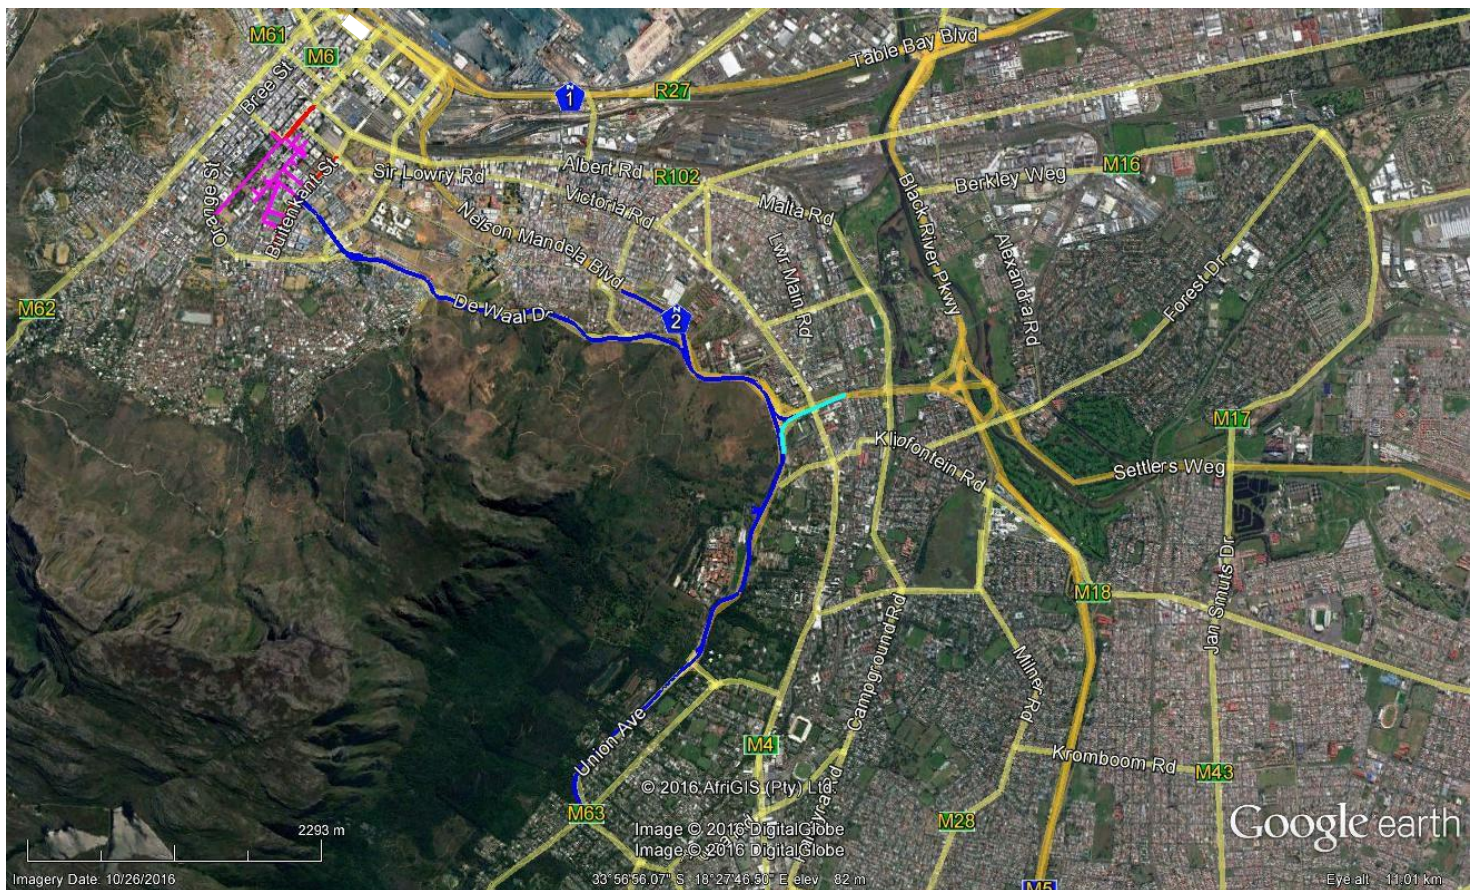 M61
M6
Bree St
Table Bay Blvd
N
1
R27
Orange St
Buitenkant St
Sir Lowry Rd
Albert Rd
R102
M16
Berkley Weg
Victoria Rd
Malta Rd
Nelson Mandela Blvd
Lwr Main Rd
Black River Pkwy
Alexandra Rd
Forest Dr
M62
De Waal Dr
N
2
M17
Klipfontein Rd
Settlers Weg
M18
Jan Smuts Dr
Campground Rd
Milner Rd
Union Ave
M4
Kromboom Rd
M43
© 2016 AfriGIS (Pty) Ltd.
M63
M28
Image © 2016 DigitalGlobe
Image © 2016 DigitalGlobe
Google earth
2293 m
Imagery Date: 10/26/2016
33°56'56.07" S 18°27'46.50" E elev 82 m
M5
Eye alt 11.01 km